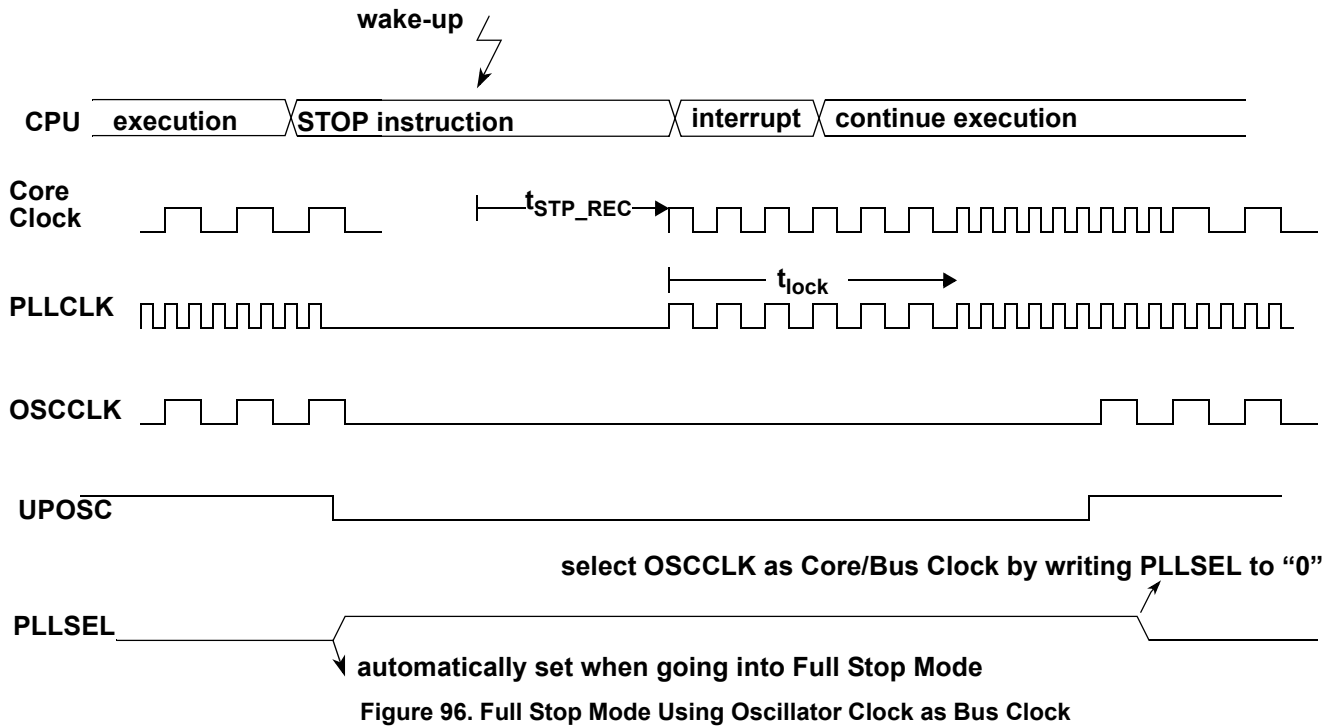 wake-up
CPU execution STOP instruction interrupt continue execution
Core
Clock
tSTP_REC
PLLCLK
tlock
OSCCLK
UPOSC
select OSCCLK as Core/Bus Clock by writing PLLSEL to “0”
PLLSEL
automatically set when going into Full Stop Mode
Figure 96. Full Stop Mode Using Oscillator Clock as Bus Clock